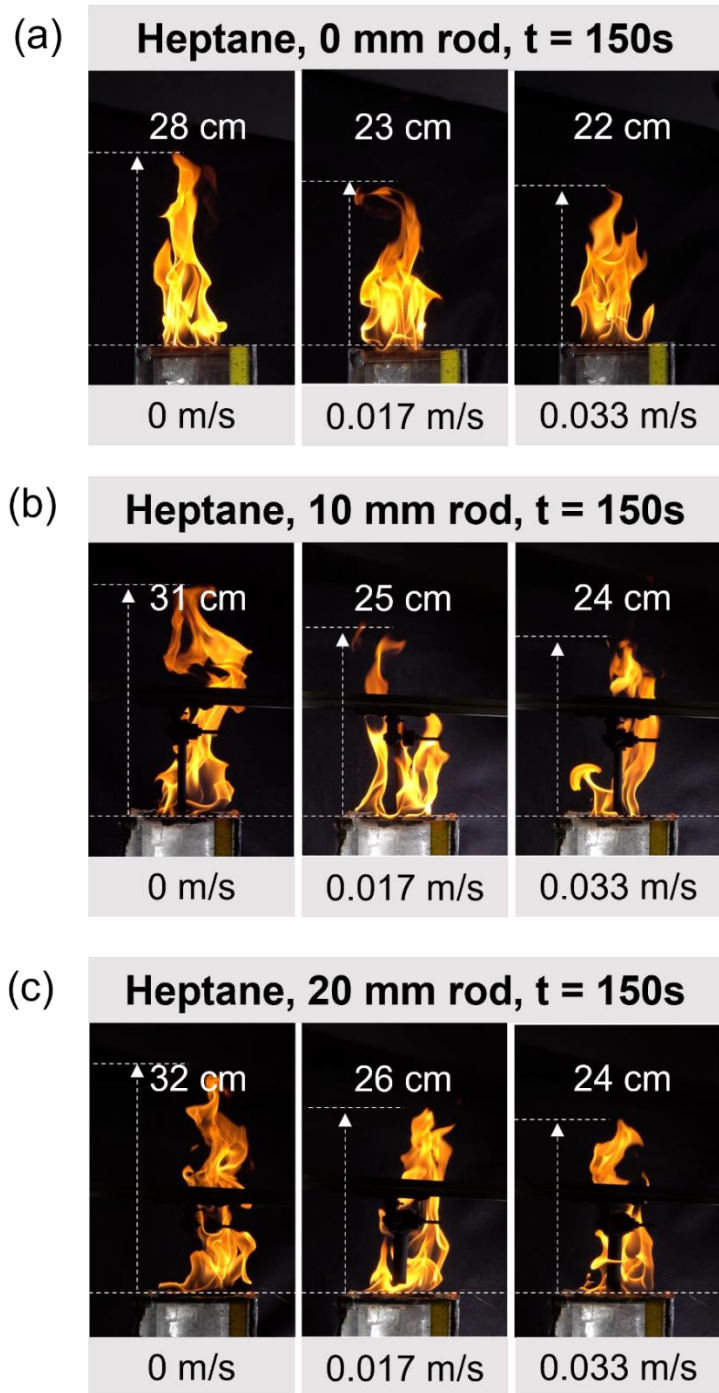 (a)
Heptane, 0 mm rod, t = 150s
28 cm
23 cm
22 cm
0 m/s
0.017 m/s
0.033 m/s
(b)
Heptane, 10 mm rod, t = 150s
31 cm
25 cm
24 cm
0 m/s
0.017 m/s
0.033 m/s
(c)
Heptane, 20 mm rod, t = 150s
32 cm
26 cm
24 cm
0 m/s
0.017 m/s
0.033 m/s